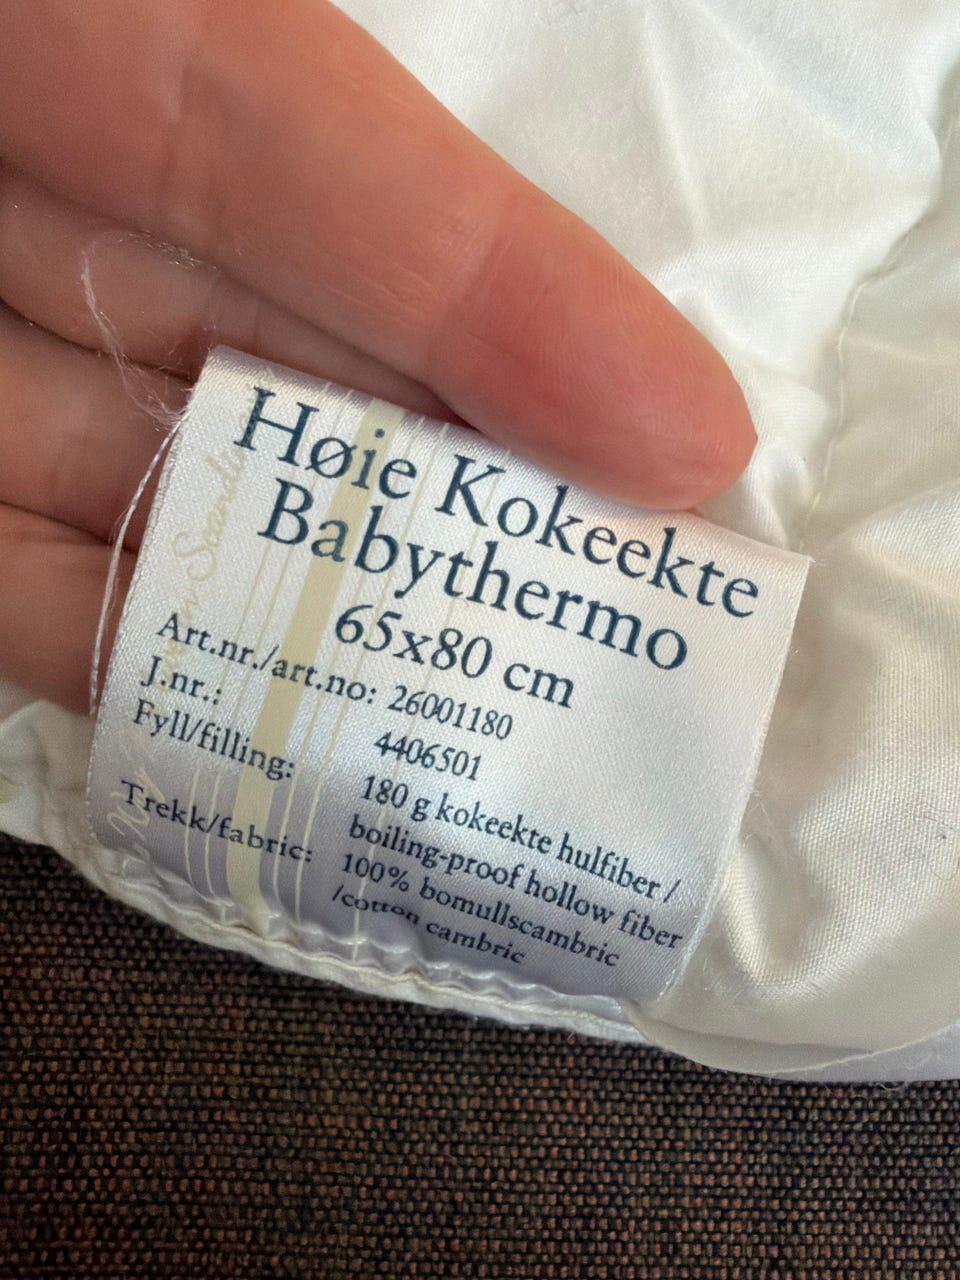 Høie Kokeekte
Babythermo
65x80 cm
Art.nr./art.no: 26001180
J.nr.: 4406501
Fyll/filling: 180 g kokeekte hulfiber /
boiling-proof hollow fiber
Trekk/fabric: 100% bomullscambric
/cotton cambric